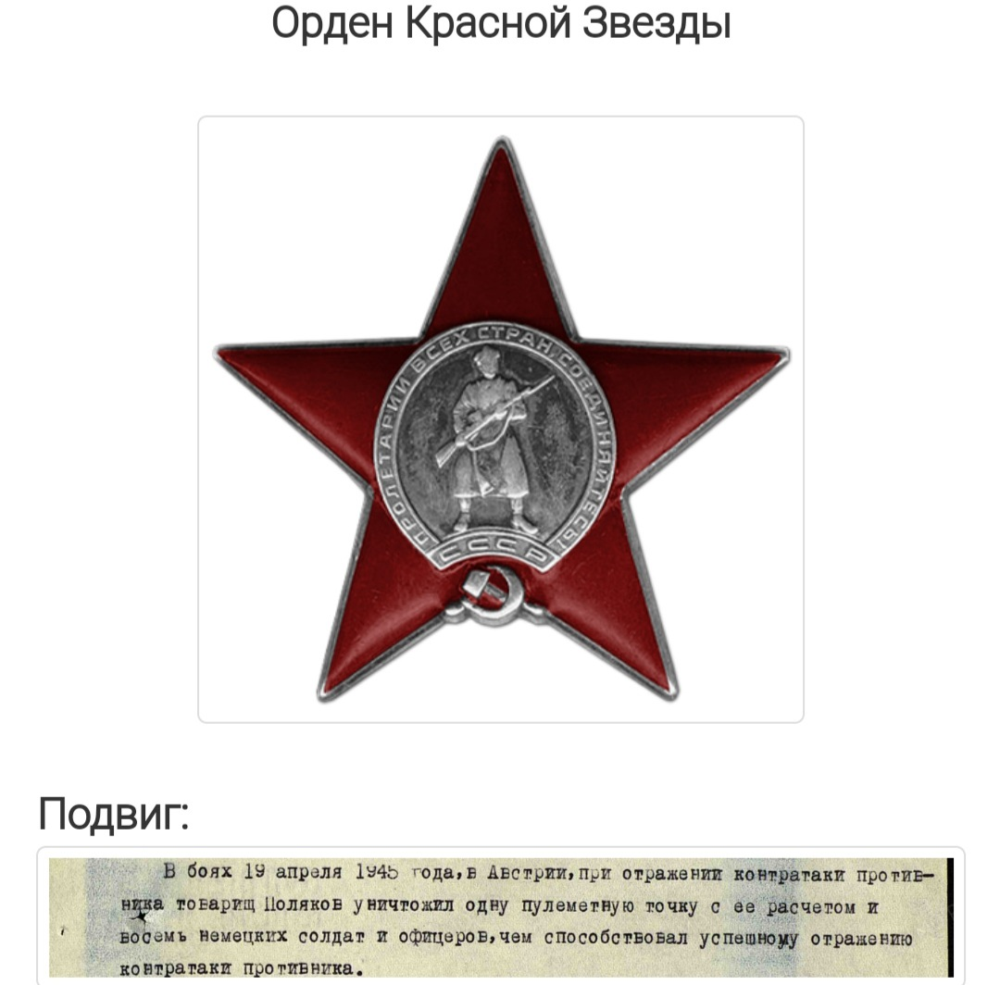 Орден Красной Звезды
ПРОЛЕТАРИИ ВСЕХ СТРАН, СОЕДИНЯЙТЕСЬ!
СССР
Подвиг:
В боях 19 апреля 1945 года,в Австрии,при отражении контратаки против-
ника товарищ Поляков уничтожил одну пулеметную точку с ее расчетом и
восемь немецких солдат и офицеров,чем способствовал успешному отражению
контратаки противника.